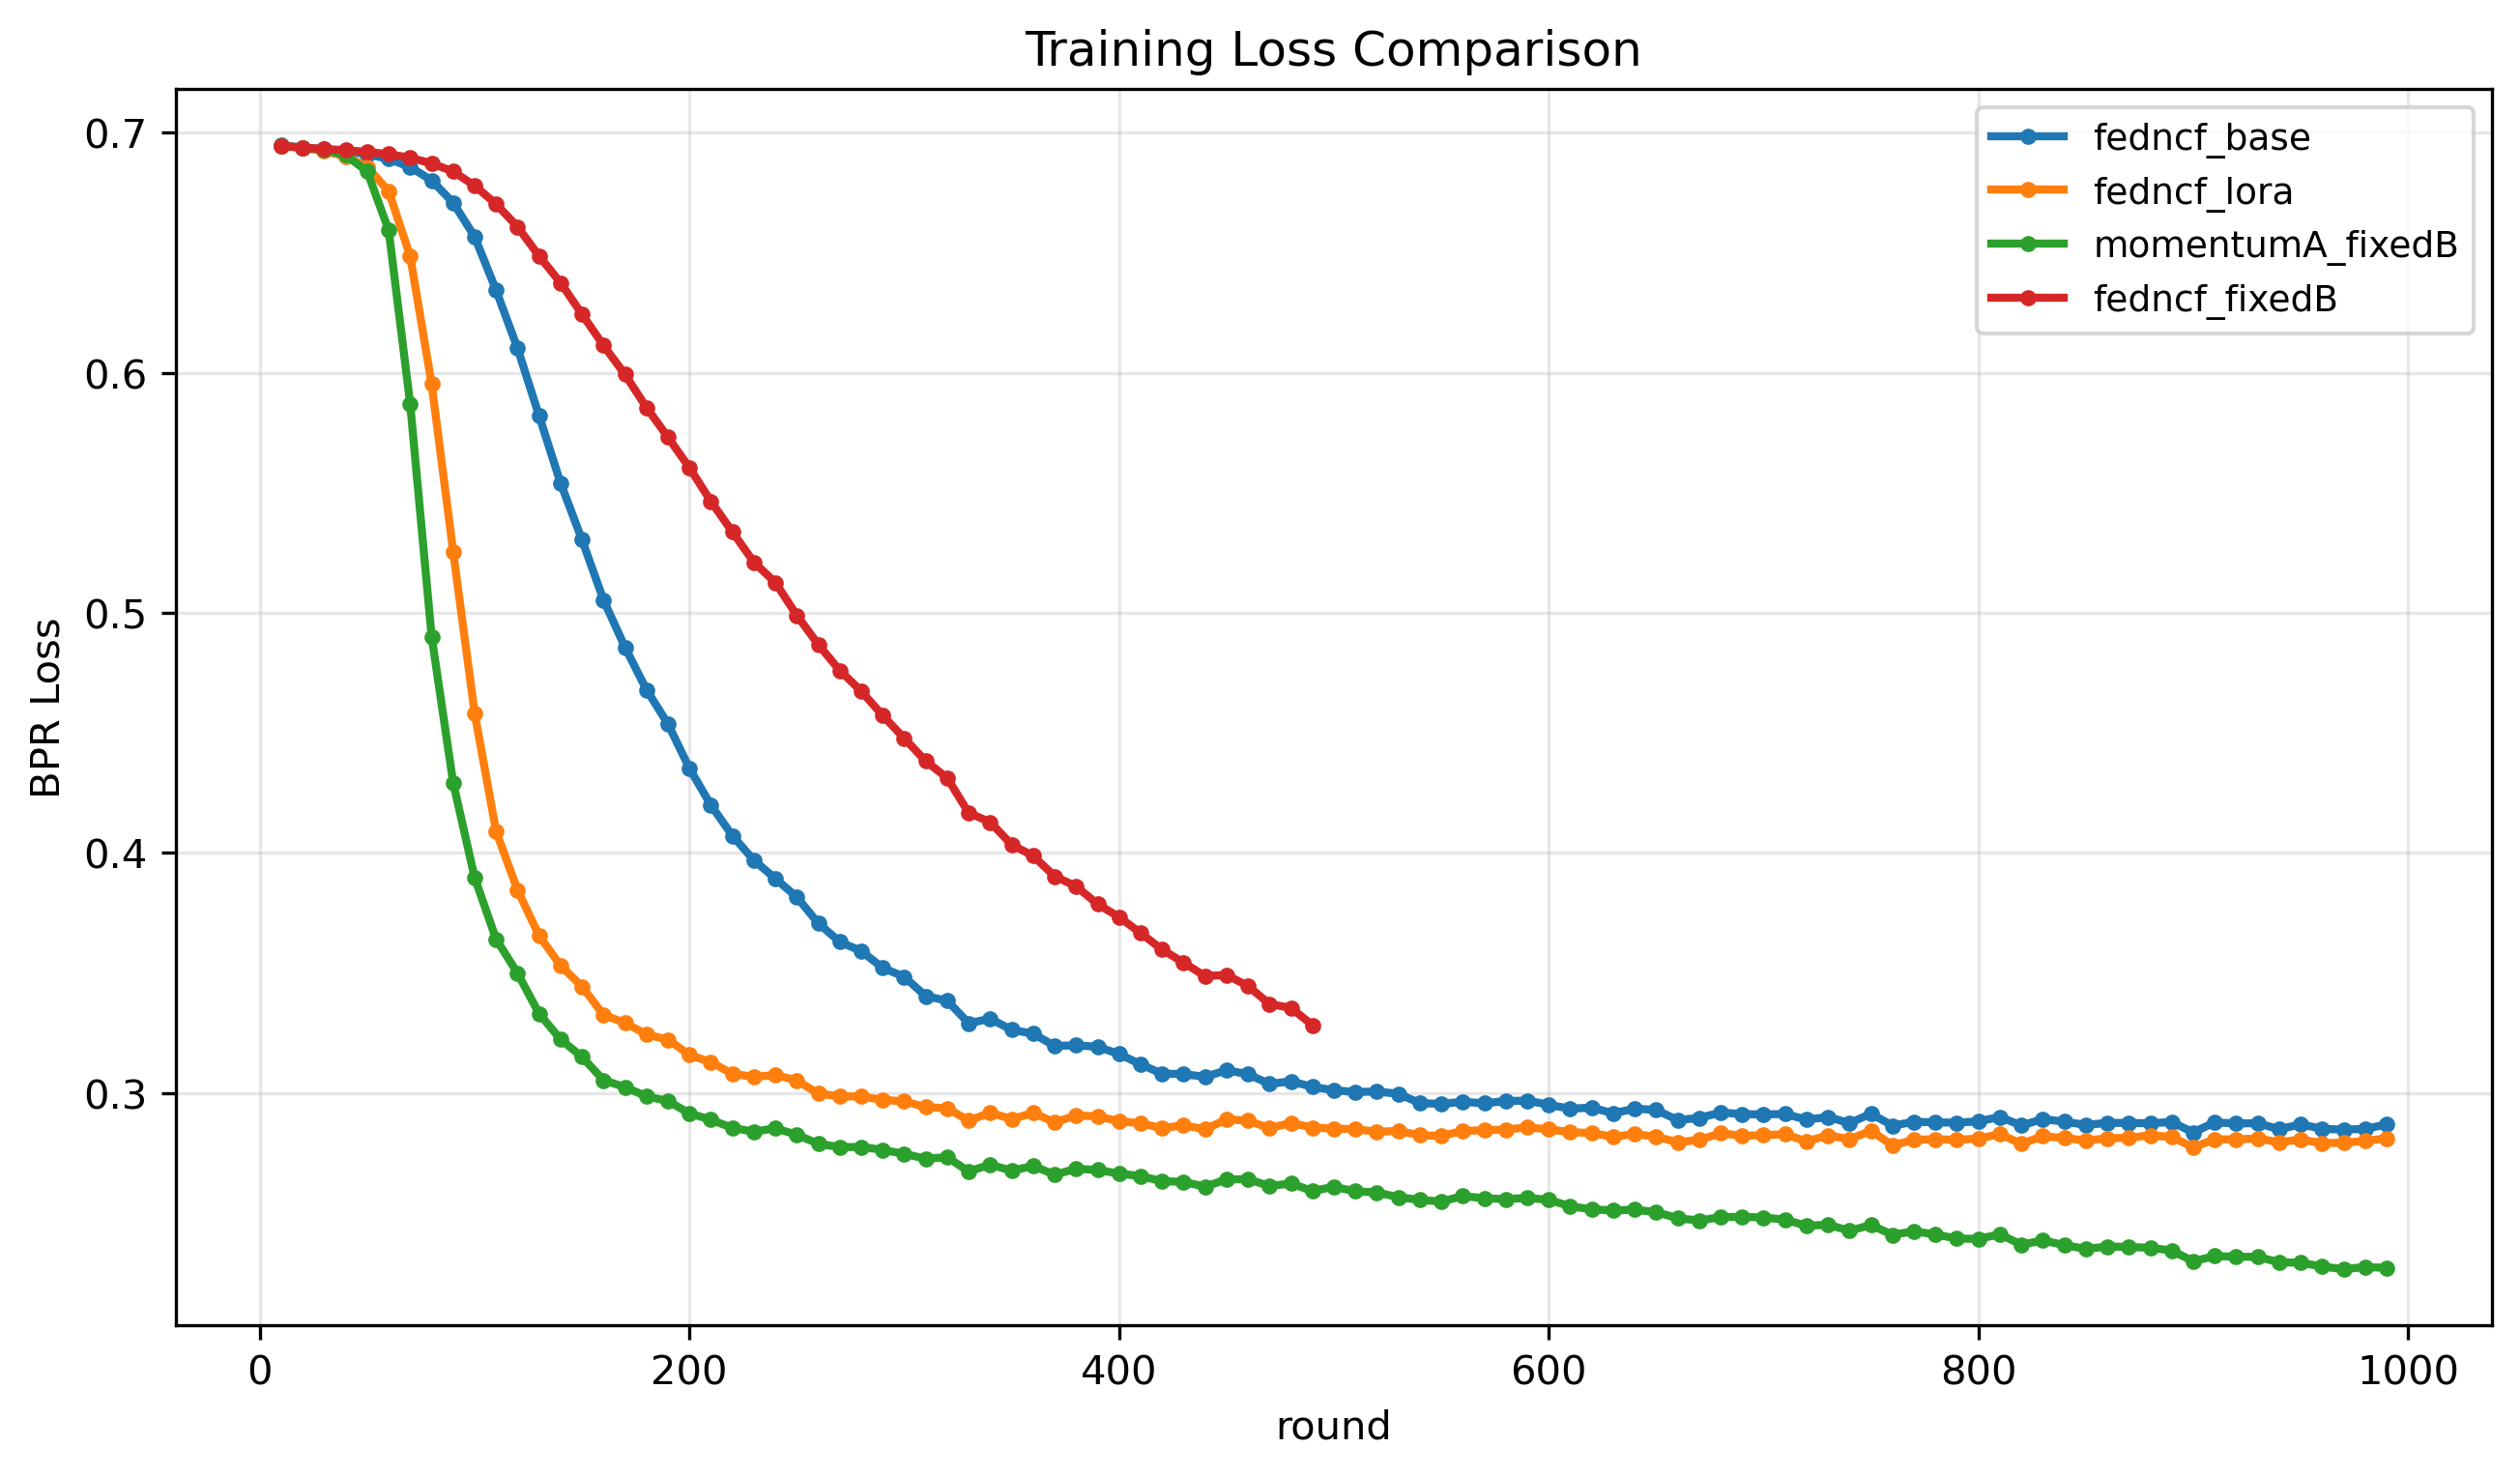 Training Loss Comparison
fedncf_base
fedncf_lora
momentumA_fixedB
fedncf_fixedB
BPR Loss
0.7
0.6
0.5
0.4
0.3
0 200 400 600 800 1000
round